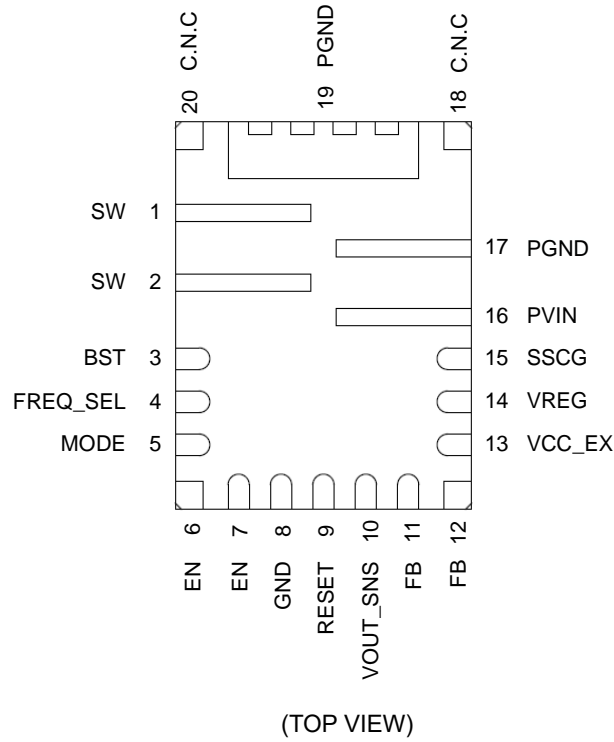 C.N.C
PGND
C.N.C
20
19
18
SW 1
17 PGND
SW 2
16 PVIN
BST 3
15 SSCG
FREQ_SEL 4
14 VREG
MODE 5
13 VCC_EX
6
7
8
9
10
11
12
EN
EN
GND
RESET
VOUT_SNS
FB
FB
(TOP VIEW)